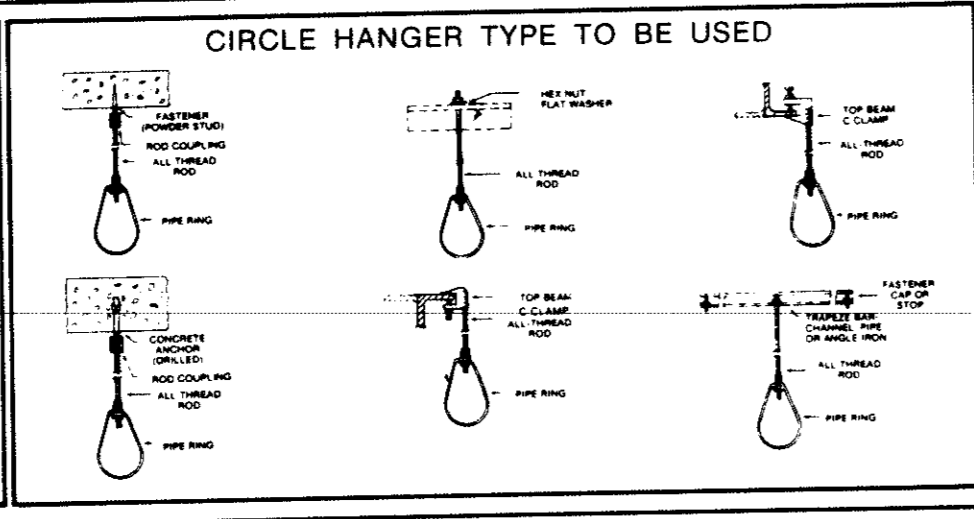 CIRCLE HANGER TYPE TO BE USED
FASTENER
(POWDER STUD)
ROD COUPLING
ALL THREAD
ROD
PIPE RING
HEX NUT
FLAT WASHER
ALL THREAD
ROD
PIPE RING
TOP BEAM
C CLAMP
ALL-THREAD
ROD
PIPE RING
CONCRETE
ANCHOR
(DRILLED)
ROD COUPLING
ALL THREAD
ROD
PIPE RING
TOP BEAM
C-CLAMP
ALL-THREAD
ROD
PIPE RING
FASTENER
CAP OR
STOP
TRAPEZE BAR-
CHANNEL PIPE
OR ANGLE IRON
ALL THREAD
ROD
PIPE RING